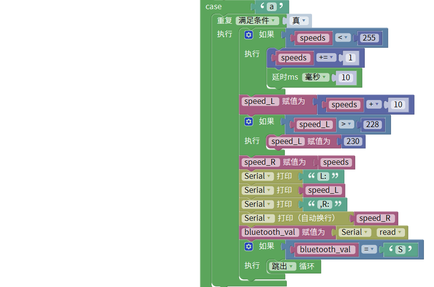 case “ a ”
重复 满足条件 真
执行 如果 speeds < 255
执行 speeds += 1
延时ms 毫秒 10
speed_L 赋值为 speeds + 10
如果 speed_L > 228
执行 speed_L 赋值为 230
speed_R 赋值为 speeds
Serial 打印 “ L: ”
Serial 打印 speed_L
Serial 打印 “ ,R: ”
Serial 打印（自动换行） speed_R
bluetooth_val 赋值为 Serial read
如果 bluetooth_val = “ S ”
执行 跳出 循环